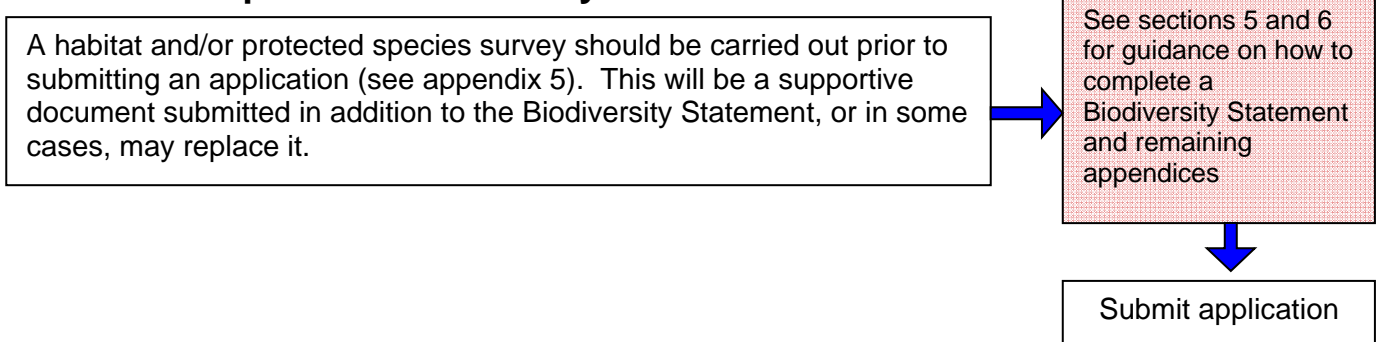 A habitat and/or protected species survey should be carried out prior to
submitting an application (see appendix 5).  This will be a supportive
document submitted in addition to the Biodiversity Statement, or in some
cases, may replace it.
See sections 5 and 6
for guidance on how to
complete a
Biodiversity Statement
and remaining
appendices
Submit application